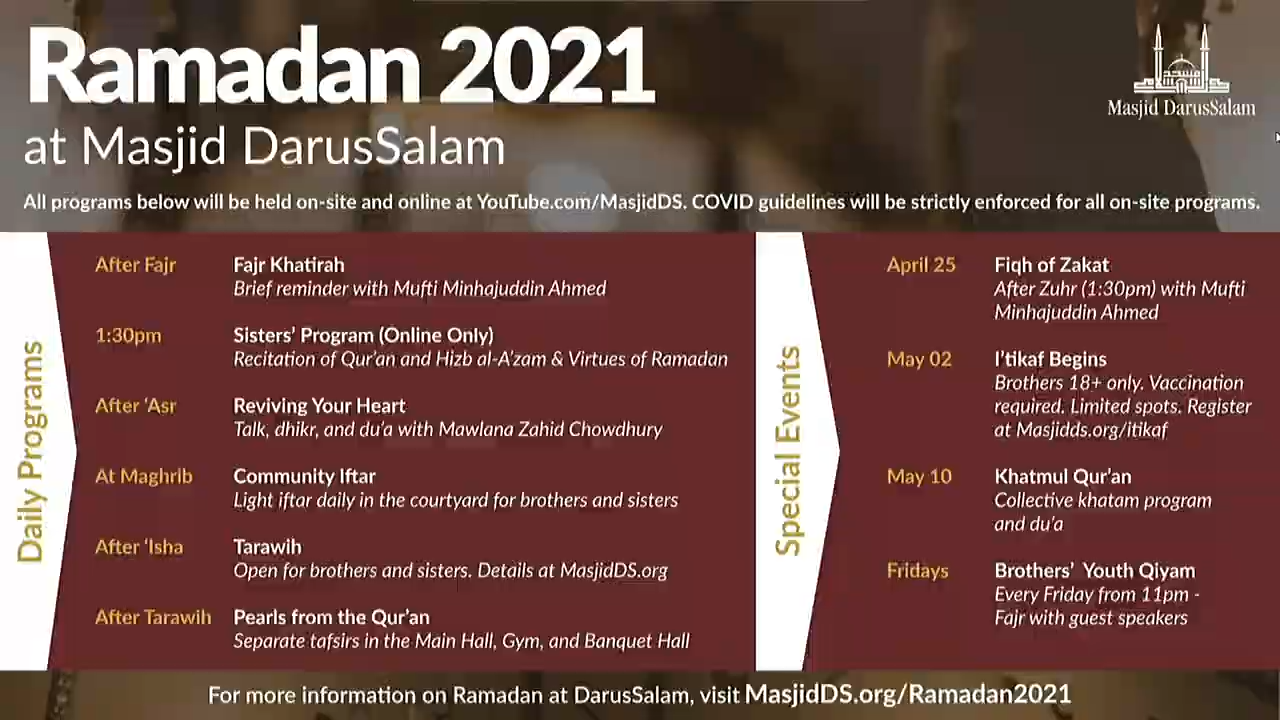 Ramadan 2021
at Masjid DarusSalam
Masjid DarusSalam
All programs below will be held on-site and online at YouTube.com/MasjidDS. COVID guidelines will be strictly enforced for all on-site programs.
Daily Programs
After Fajr
Fajr Khatirah
Brief reminder with Mufti Minhajuddin Ahmed
1:30pm
Sisters’ Program (Online Only)
Recitation of Qur’an and Hizb al-A’zam & Virtues of Ramadan
After ‘Asr
Reviving Your Heart
Talk, dhikr, and du’a with Mawlana Zahid Chowdhury
At Maghrib
Community Iftar
Light iftar daily in the courtyard for brothers and sisters
After ‘Isha
Tarawih
Open for brothers and sisters. Details at MasjidDS.org
After Tarawih
Pearls from the Qur’an
Separate tafsirs in the Main Hall, Gym, and Banquet Hall
Special Events
April 25
Fiqh of Zakat
After Zuhr (1:30pm) with Mufti
Minhajuddin Ahmed
May 02
I’tikaf Begins
Brothers 18+ only. Vaccination
required. Limited spots. Register
at Masjidds.org/itikaf
May 10
Khatmul Qur’an
Collective khatam program
and du’a
Fridays
Brothers’ Youth Qiyam
Every Friday from 11pm -
Fajr with guest speakers
For more information on Ramadan at DarusSalam, visit MasjidDS.org/Ramadan2021